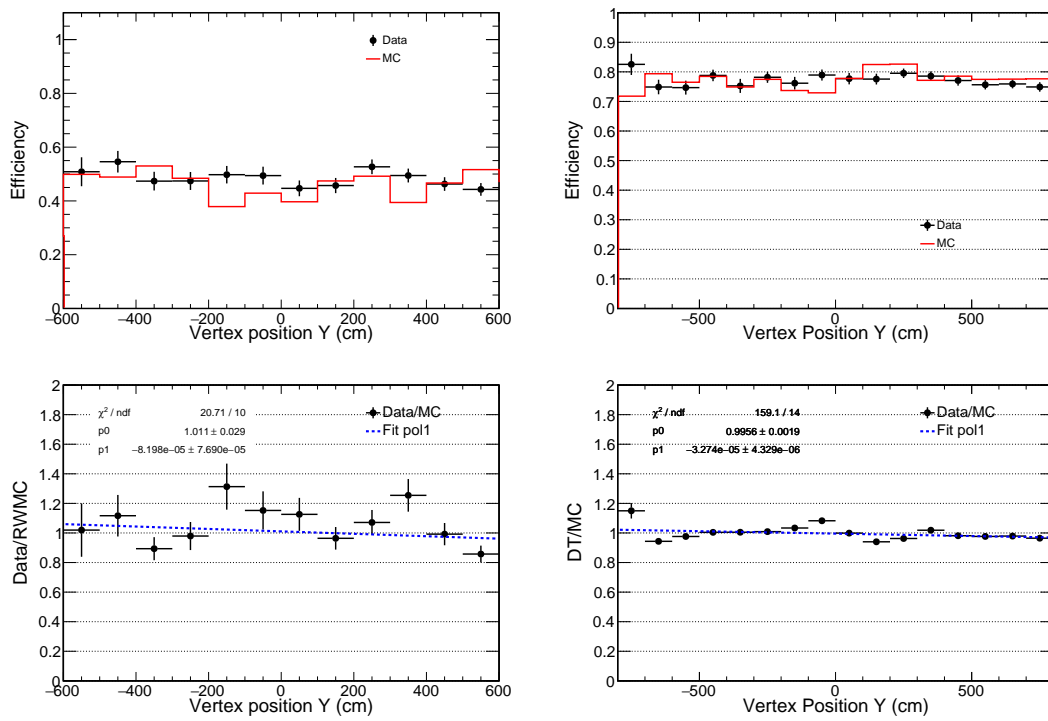 Efficiency
1
0.8
0.6
0.4
0.2
0
Data
MC
−600 −400 −200 0 200 400 600
Vertex position Y (cm)
Efficiency
1
0.9
0.8
0.7
0.6
0.5
0.4
0.3
0.2
0.1
0
Data
MC
−500 0 500
Vertex Position Y (cm)
Data/RWMC
2
1.8
1.6
1.4
1.2
1
0.8
0.6
0.4
0.2
0
χ² / ndf 20.71 / 10
p0 1.011 ± 0.029
p1 −8.198e−05 ± 7.690e−05
Data/MC
Fit pol1
−600 −400 −200 0 200 400 600
Vertex position Y (cm)
DT/MC
2
1.8
1.6
1.4
1.2
1
0.8
0.6
0.4
0.2
0
χ² / ndf 159.1 / 14
p0 0.9956 ± 0.0019
p1 −3.274e−05 ± 4.329e−06
Data/MC
Fit pol1
−500 0 500
Vertex Position Y (cm)